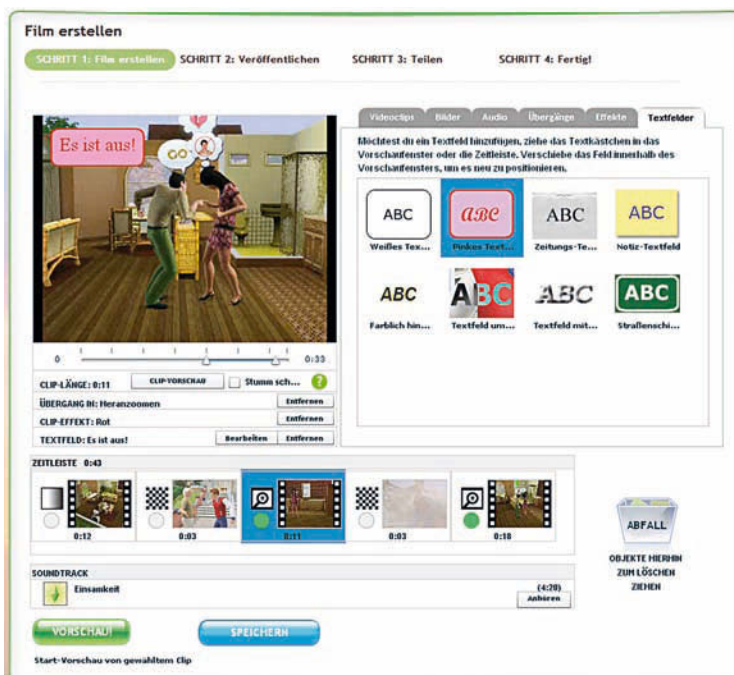 Film erstellen
SCHRITT 1: Film erstellen SCHRITT 2: Veröffentlichen SCHRITT 3: Teilen SCHRITT 4: Fertig!
Es ist aus!
GO
0 0:33
CLIP-LÄNGE: 0:11 CLIP-VORSCHAU Stumm sch... ?
ÜBERGANG IN: Heranzoomen Entfernen
CLIP-EFFEKT: Rot Entfernen
TEXTFELD: Es ist aus! Bearbeiten Entfernen
Videoclips Bilder Audio Übergänge Effekte Textfelder
Möchtest du ein Textfeld hinzufügen, ziehe das Textkästchen in das
Vorschaufenster oder die Zeitleiste. Verschiebe das Feld innerhalb des
Vorschaufensters, um es neu zu positionieren.
ABC ABC ABC ABC
Weißes Tex... Pinkes Text... Zeitungs-Te... Notiz-Textfeld
ABC ABC ABC ABC
Farblich hin... Textfeld um... Textfeld mit... Straßenschi...
ZEITLEISTE 0:43
0:12 0:03 0:11 0:03 0:18
ABFALL
OBJEKTE HIERHIN
ZUM LÖSCHEN
ZIEHEN
SOUNDTRACK
Einsamkeit (4:20)
Anhören
VORSCHAU! SPEICHERN
Start-Vorschau von gewähltem Clip